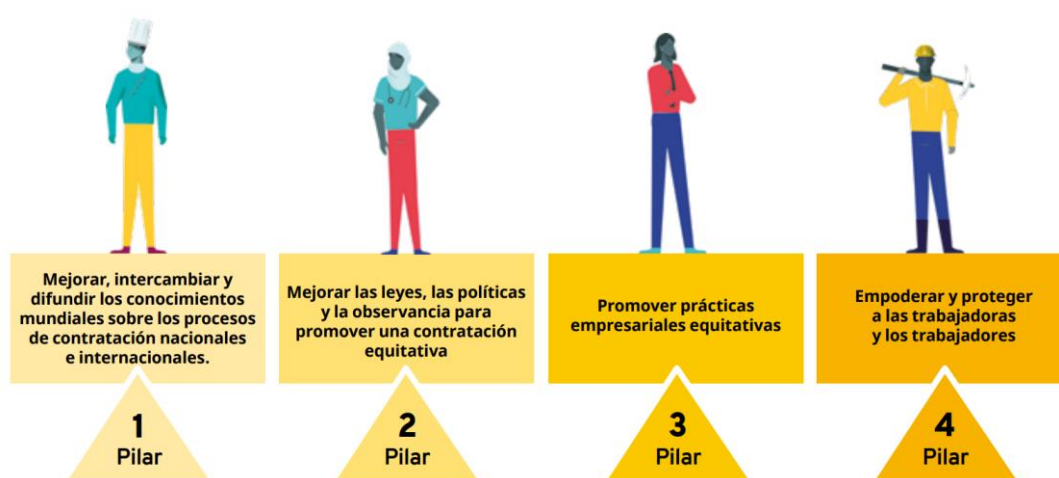 Mejorar, intercambiar y
difundir los conocimientos
mundiales sobre los procesos
de contratación nacionales
e internacionales.
1
Pilar
Mejorar las leyes, las políticas
y la observancia para
promover una contratación
equitativa
2
Pilar
Promover prácticas
empresariales equitativas
3
Pilar
Empoderar y proteger
a las trabajadoras
y los trabajadores
4
Pilar